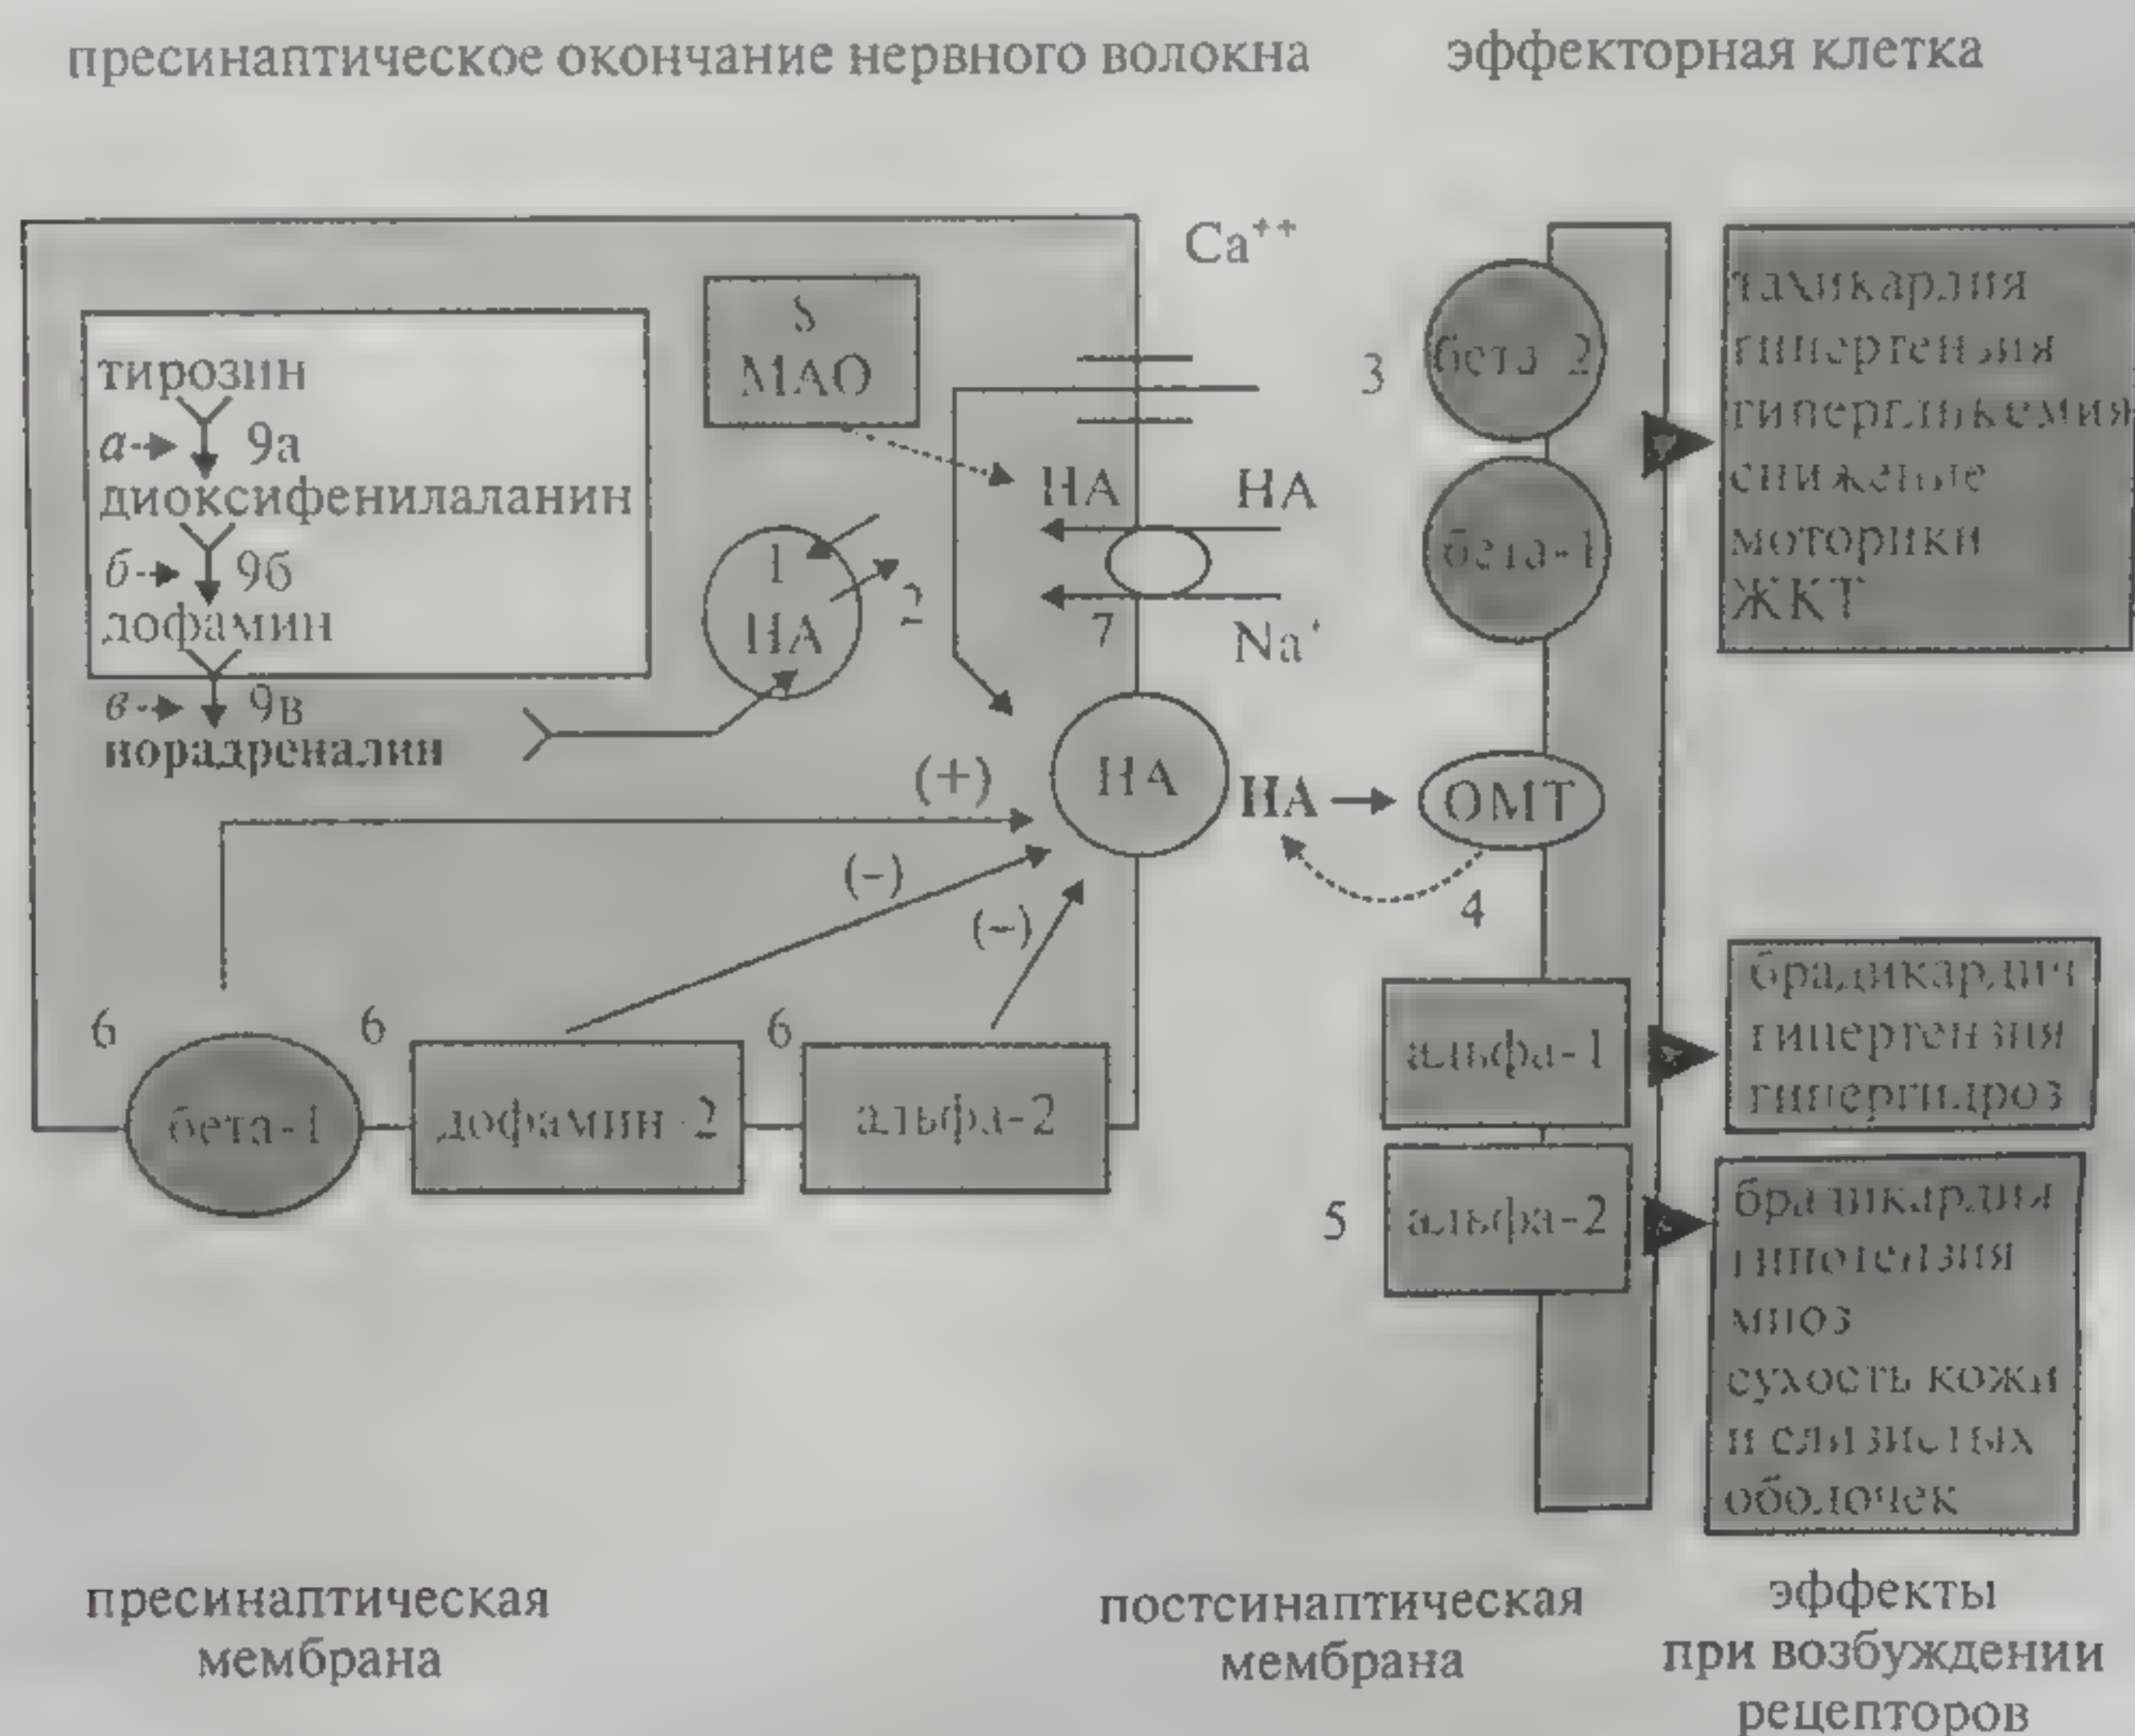 пресинаптическое окончание нервного волокна
эффекторная клетка
Ca⁺⁺
тирозин
а
9а
диоксифенилаланин
б
9б
дофамин
в
9в
норадреналин
МАО
1
НА
2
НА
НА
7
Na⁺
НА
НА
ОМТ
4
(+)
(–)
(–)
6
бета-1
6
дофамин-2
6
альфа-2
3
бета-2
бета-1
альфа-1
5
альфа-2
тахикардия
гипертензия
гипергликемия
снижение
моторики
ЖКТ
брадикардия
гипертензия
гипергидроз
брадикардия
гипотензия
миоз
сухость кожи
и слизистых
оболочек
пресинаптическая
мембрана
постсинаптическая
мембрана
эффекты
при возбуждении
рецепторов